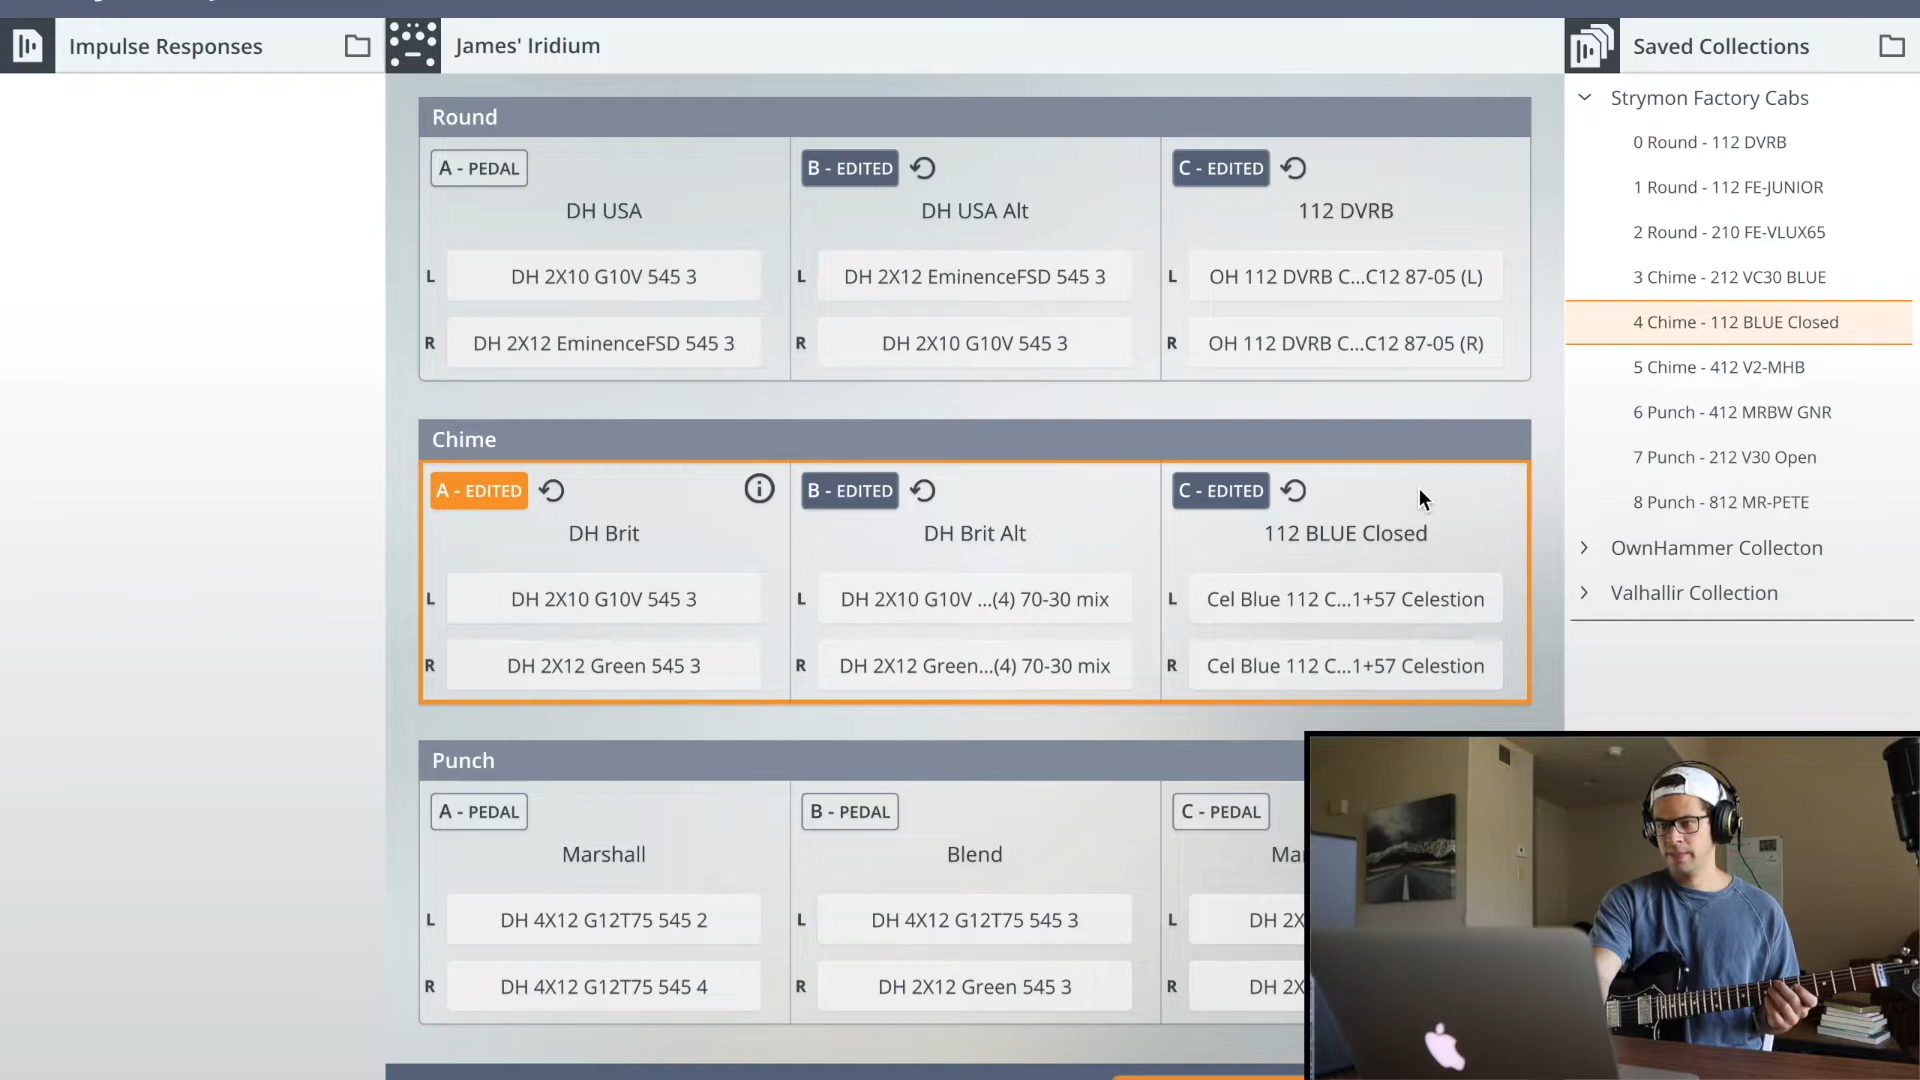 Impulse Responses
James' Iridium
Saved Collections
Round
A - PEDAL
DH USA
L
DH 2X10 G10V 545 3
R
DH 2X12 EminenceFSD 545 3
B - EDITED
DH USA Alt
L
DH 2X12 EminenceFSD 545 3
R
DH 2X10 G10V 545 3
C - EDITED
112 DVRB
L
OH 112 DVRB C...C12 87-05 (L)
R
OH 112 DVRB C...C12 87-05 (R)
Chime
A - EDITED
DH Brit
L
DH 2X10 G10V 545 3
R
DH 2X12 Green 545 3
B - EDITED
DH Brit Alt
L
DH 2X10 G10V ...(4) 70-30 mix
R
DH 2X12 Green...(4) 70-30 mix
C - EDITED
112 BLUE Closed
L
Cel Blue 112 C...1+57 Celestion
R
Cel Blue 112 C...1+57 Celestion
Punch
A - PEDAL
Marshall
L
DH 4X12 G12T75 545 2
R
DH 4X12 G12T75 545 4
B - PEDAL
Blend
L
DH 4X12 G12T75 545 3
R
DH 2X12 Green 545 3
C - PEDAL
Ma
L
DH 2X
R
DH 2X
Strymon Factory Cabs
0 Round - 112 DVRB
1 Round - 112 FE-JUNIOR
2 Round - 210 FE-VLUX65
3 Chime - 212 VC30 BLUE
4 Chime - 112 BLUE Closed
5 Chime - 412 V2-MHB
6 Punch - 412 MRBW GNR
7 Punch - 212 V30 Open
8 Punch - 812 MR-PETE
OwnHammer Collecton
Valhallir Collection